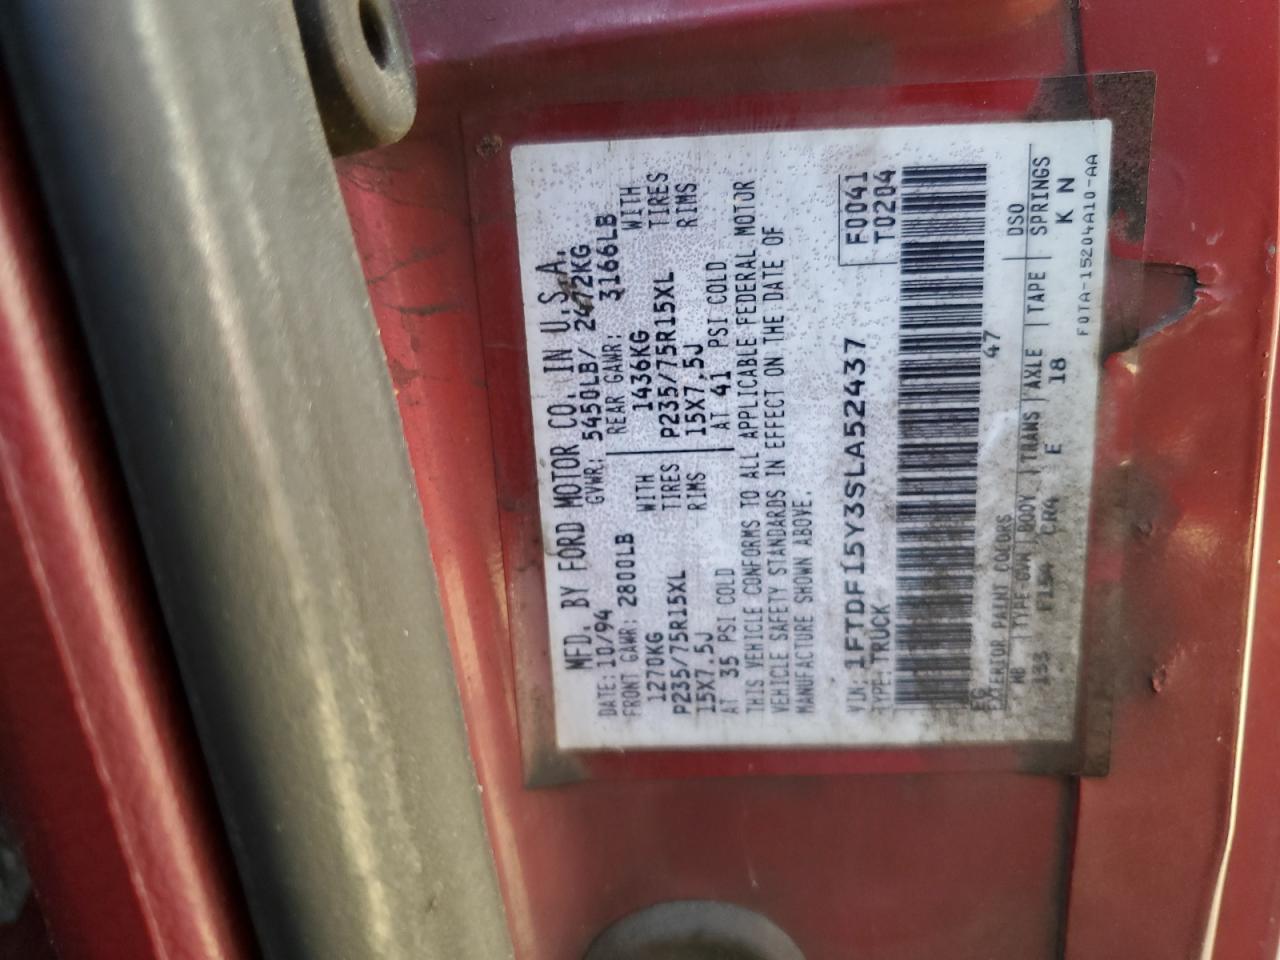 MFD. BY FORD MOTOR CO. IN U.S.A.
DATE: 10/94 GVWR: 5450LB/ 2472KG
FRONT GAWR: 2800LB REAR GAWR: 3166LB
1270KG WITH 1436KG WITH
P235/75R15XL TIRES P235/75R15XL TIRES
15X7.5J RIMS 15X7.5J RIMS
AT 35 PSI COLD AT 41 PSI COLD
THIS VEHICLE CONFORMS TO ALL APPLICABLE FEDERAL MOTOR
VEHICLE SAFETY STANDARDS IN EFFECT ON THE DATE OF
MANUFACTURE SHOWN ABOVE.
VIN: 1FTDF15Y3SLA52437 F0041
TYPE: TRUCK T0204
47
EXTERIOR PAINT COLORS DSO
WB TYPE GVW BODY TRANS AXLE TAPE SPRINGS
133 F154 E 18 K N
F0TA-15204A10-AA